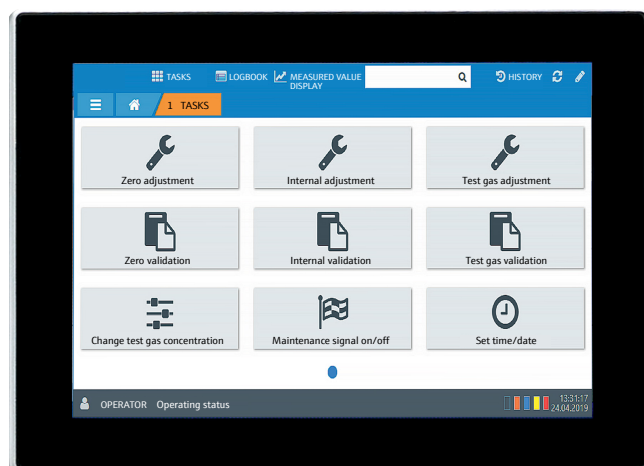 TASKS
LOGBOOK
MEASURED VALUE
DISPLAY
HISTORY
1 TASKS
Zero adjustment
Internal adjustment
Test gas adjustment
Zero validation
Internal validation
Test gas validation
Change test gas concentration
Maintenance signal on/off
Set time/date
OPERATOR Operating status
13:31:17
24.04.2019